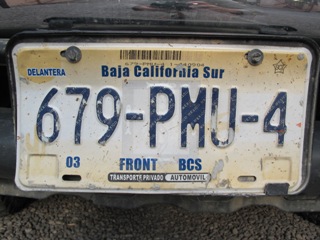 DELANTERA
Baja California Sur
679-PMU-4
03 FRONT BCS
TRANSPORTE PRIVADO AUTOMOVIL